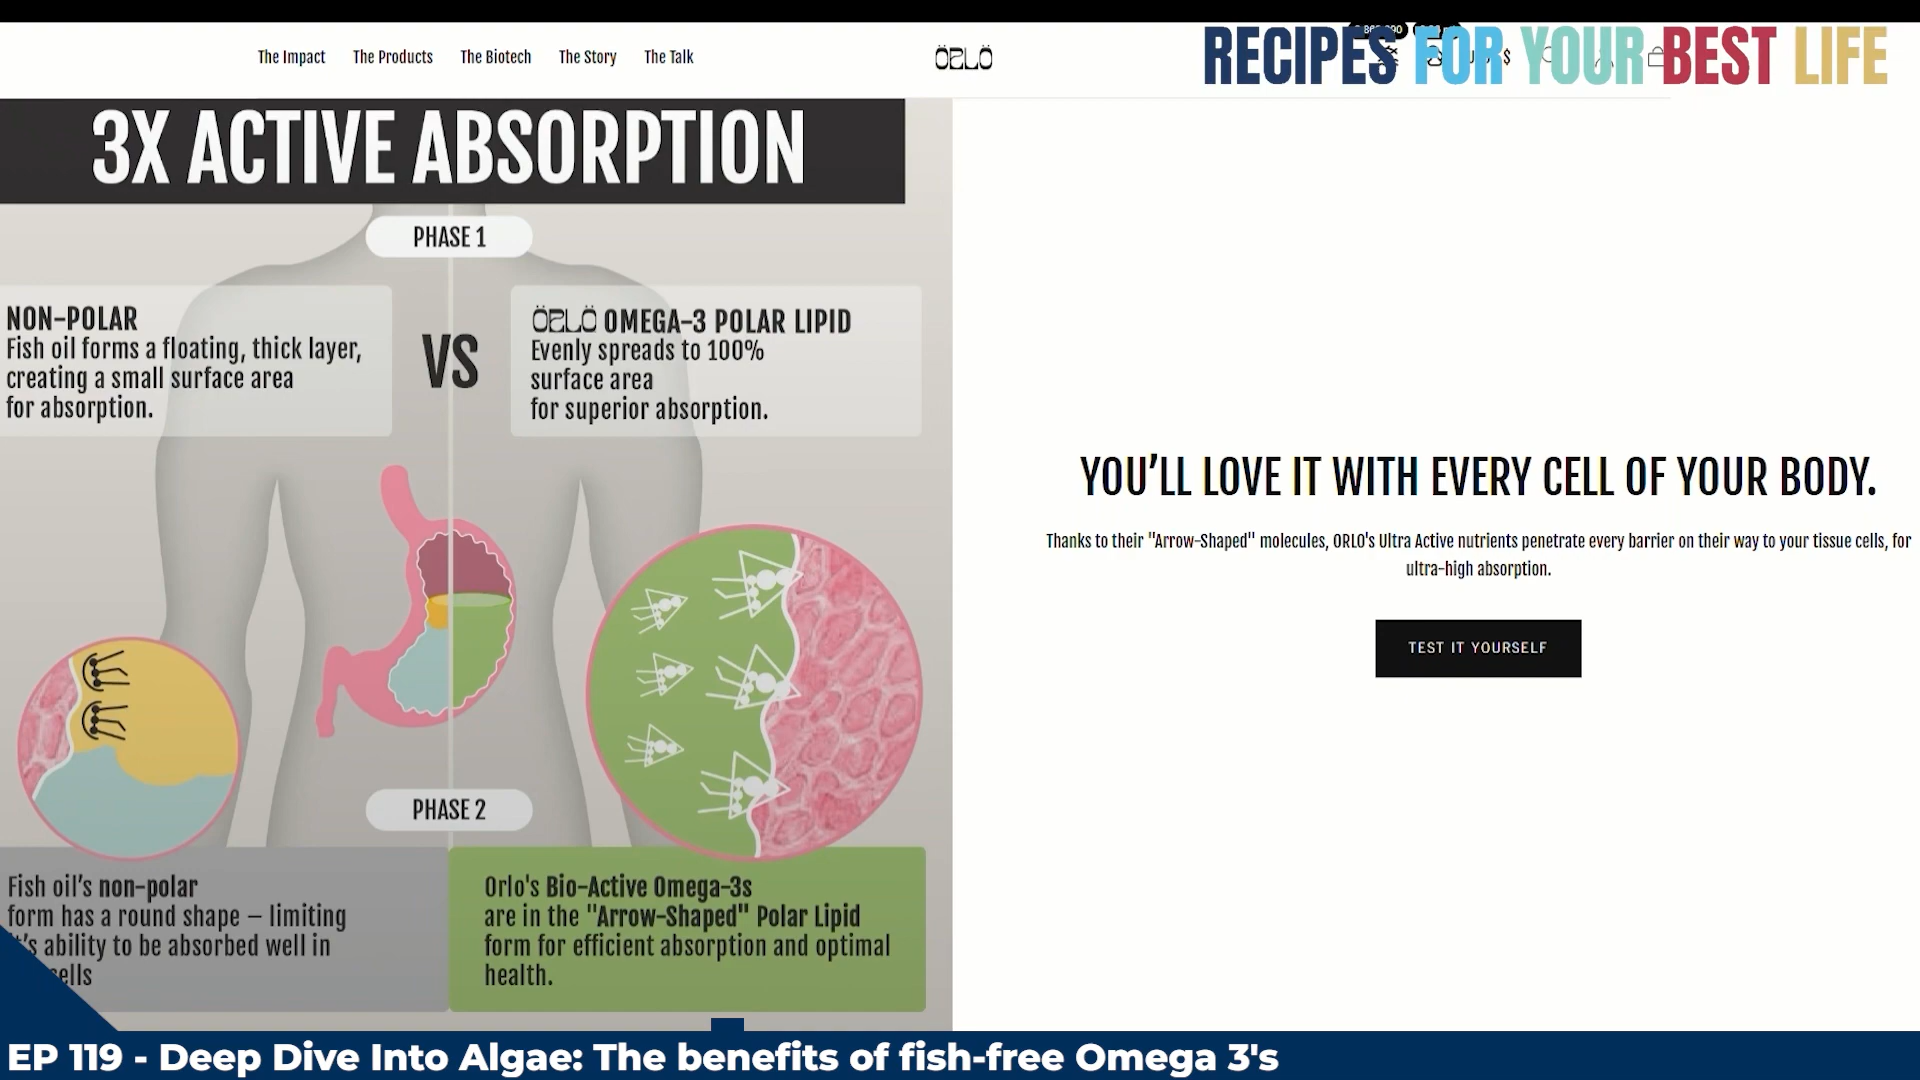 The Impact The Products The Biotech The Story The Talk
ÖRLÖ
RECIPES FOR YOUR BEST LIFE
3X ACTIVE ABSORPTION
PHASE 1
NON-POLAR
Fish oil forms a floating, thick layer,
creating a small surface area
for absorption.
VS
ÖRLÖ OMEGA-3 POLAR LIPID
Evenly spreads to 100%
surface area
for superior absorption.
PHASE 2
Fish oil's non-polar
form has a round shape – limiting
it's ability to be absorbed well in
cells
Orlo's Bio-Active Omega-3s
are in the "Arrow-Shaped" Polar Lipid
form for efficient absorption and optimal
health.
YOU'LL LOVE IT WITH EVERY CELL OF YOUR BODY.
Thanks to their "Arrow-Shaped" molecules, ORLO's Ultra Active nutrients penetrate every barrier on their way to your tissue cells, for
ultra-high absorption.
TEST IT YOURSELF
EP 119 - Deep Dive Into Algae: The benefits of fish-free Omega 3's